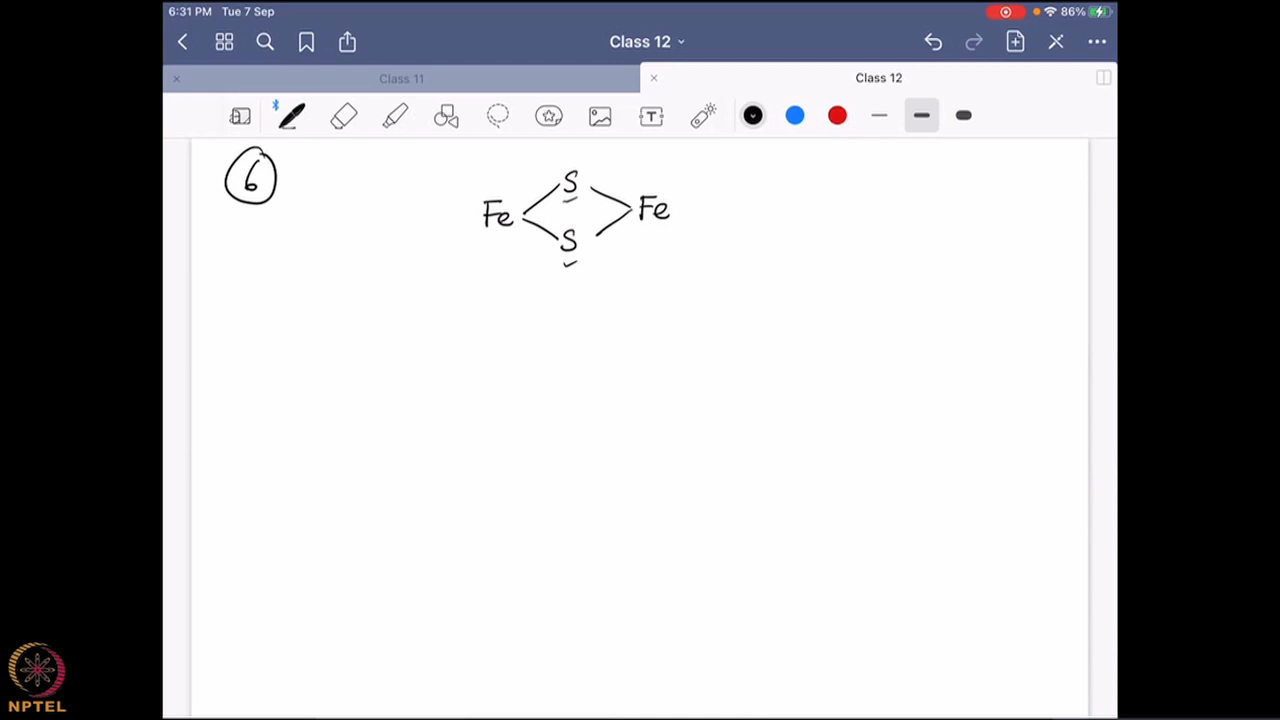 6:31 PM Tue 7 Sep
86%
Class 12
Class 11
Class 12
T
6
S
Fe Fe
S
NPTEL